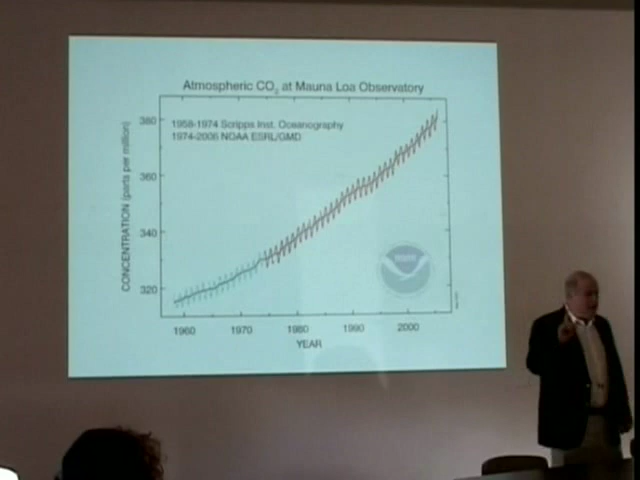 Atmospheric CO₂ at Mauna Loa Observatory
1958-1974 Scripps Inst. Oceanography
1974-2006 NOAA ESRL/GMD
CONCENTRATION (parts per million)
380
360
340
320
1960 1970 1980 1990 2000
YEAR